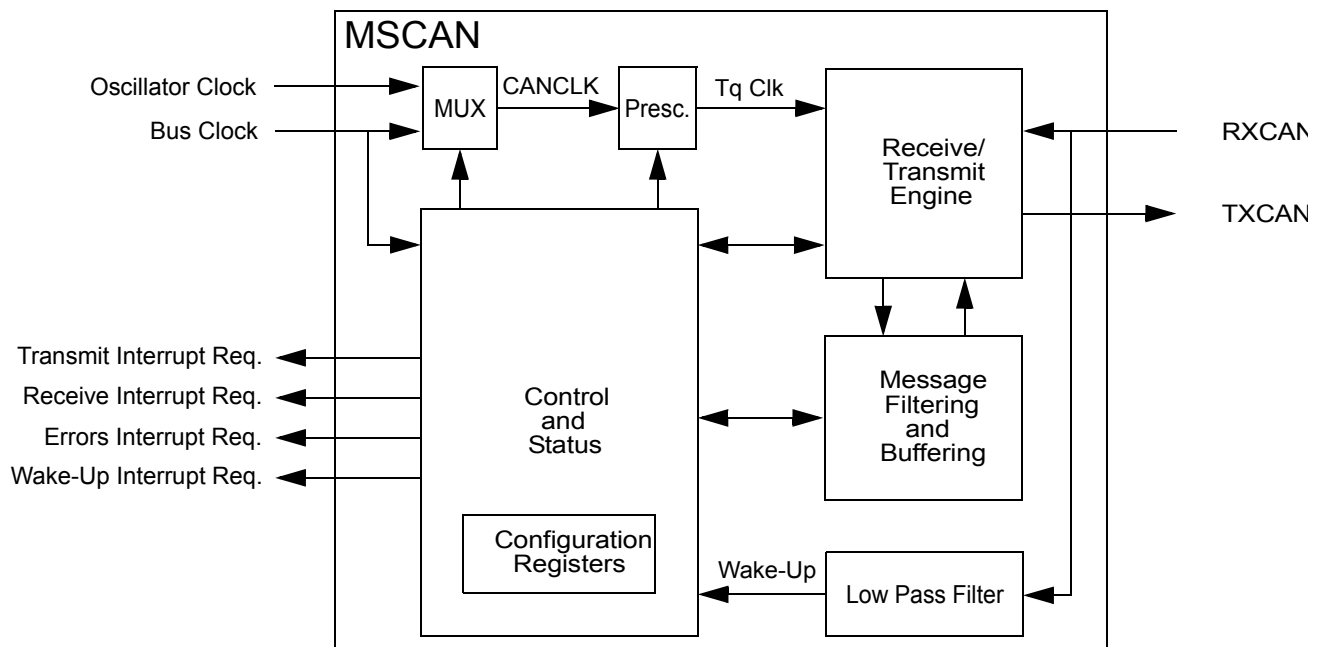 MSCAN
Oscillator Clock
Bus Clock
MUX
CANCLK
Presc.
Tq Clk
Receive/
Transmit
Engine
RXCAN
TXCAN
Transmit Interrupt Req.
Receive Interrupt Req.
Errors Interrupt Req.
Wake-Up Interrupt Req.
Control
and
Status
Message
Filtering
and
Buffering
Configuration
Registers
Wake-Up
Low Pass Filter